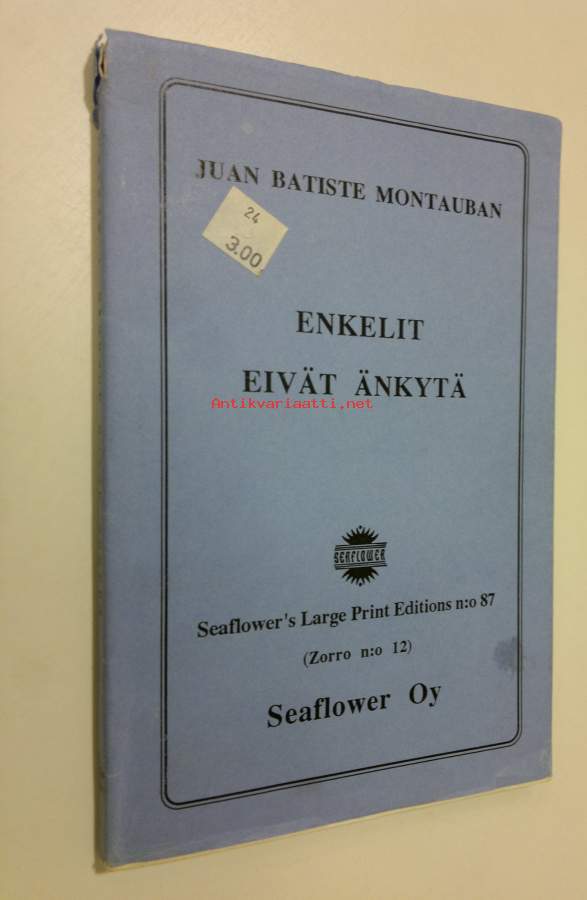 JUAN BATISTE MONTAUBAN
24
3.00
ENKELIT
EIVÄT ÄNKYTÄ
Antikvariaatti.net
SEAFLOWER
Seaflower's Large Print Editions n:o 87
(Zorro n:o 12)
Seaflower Oy